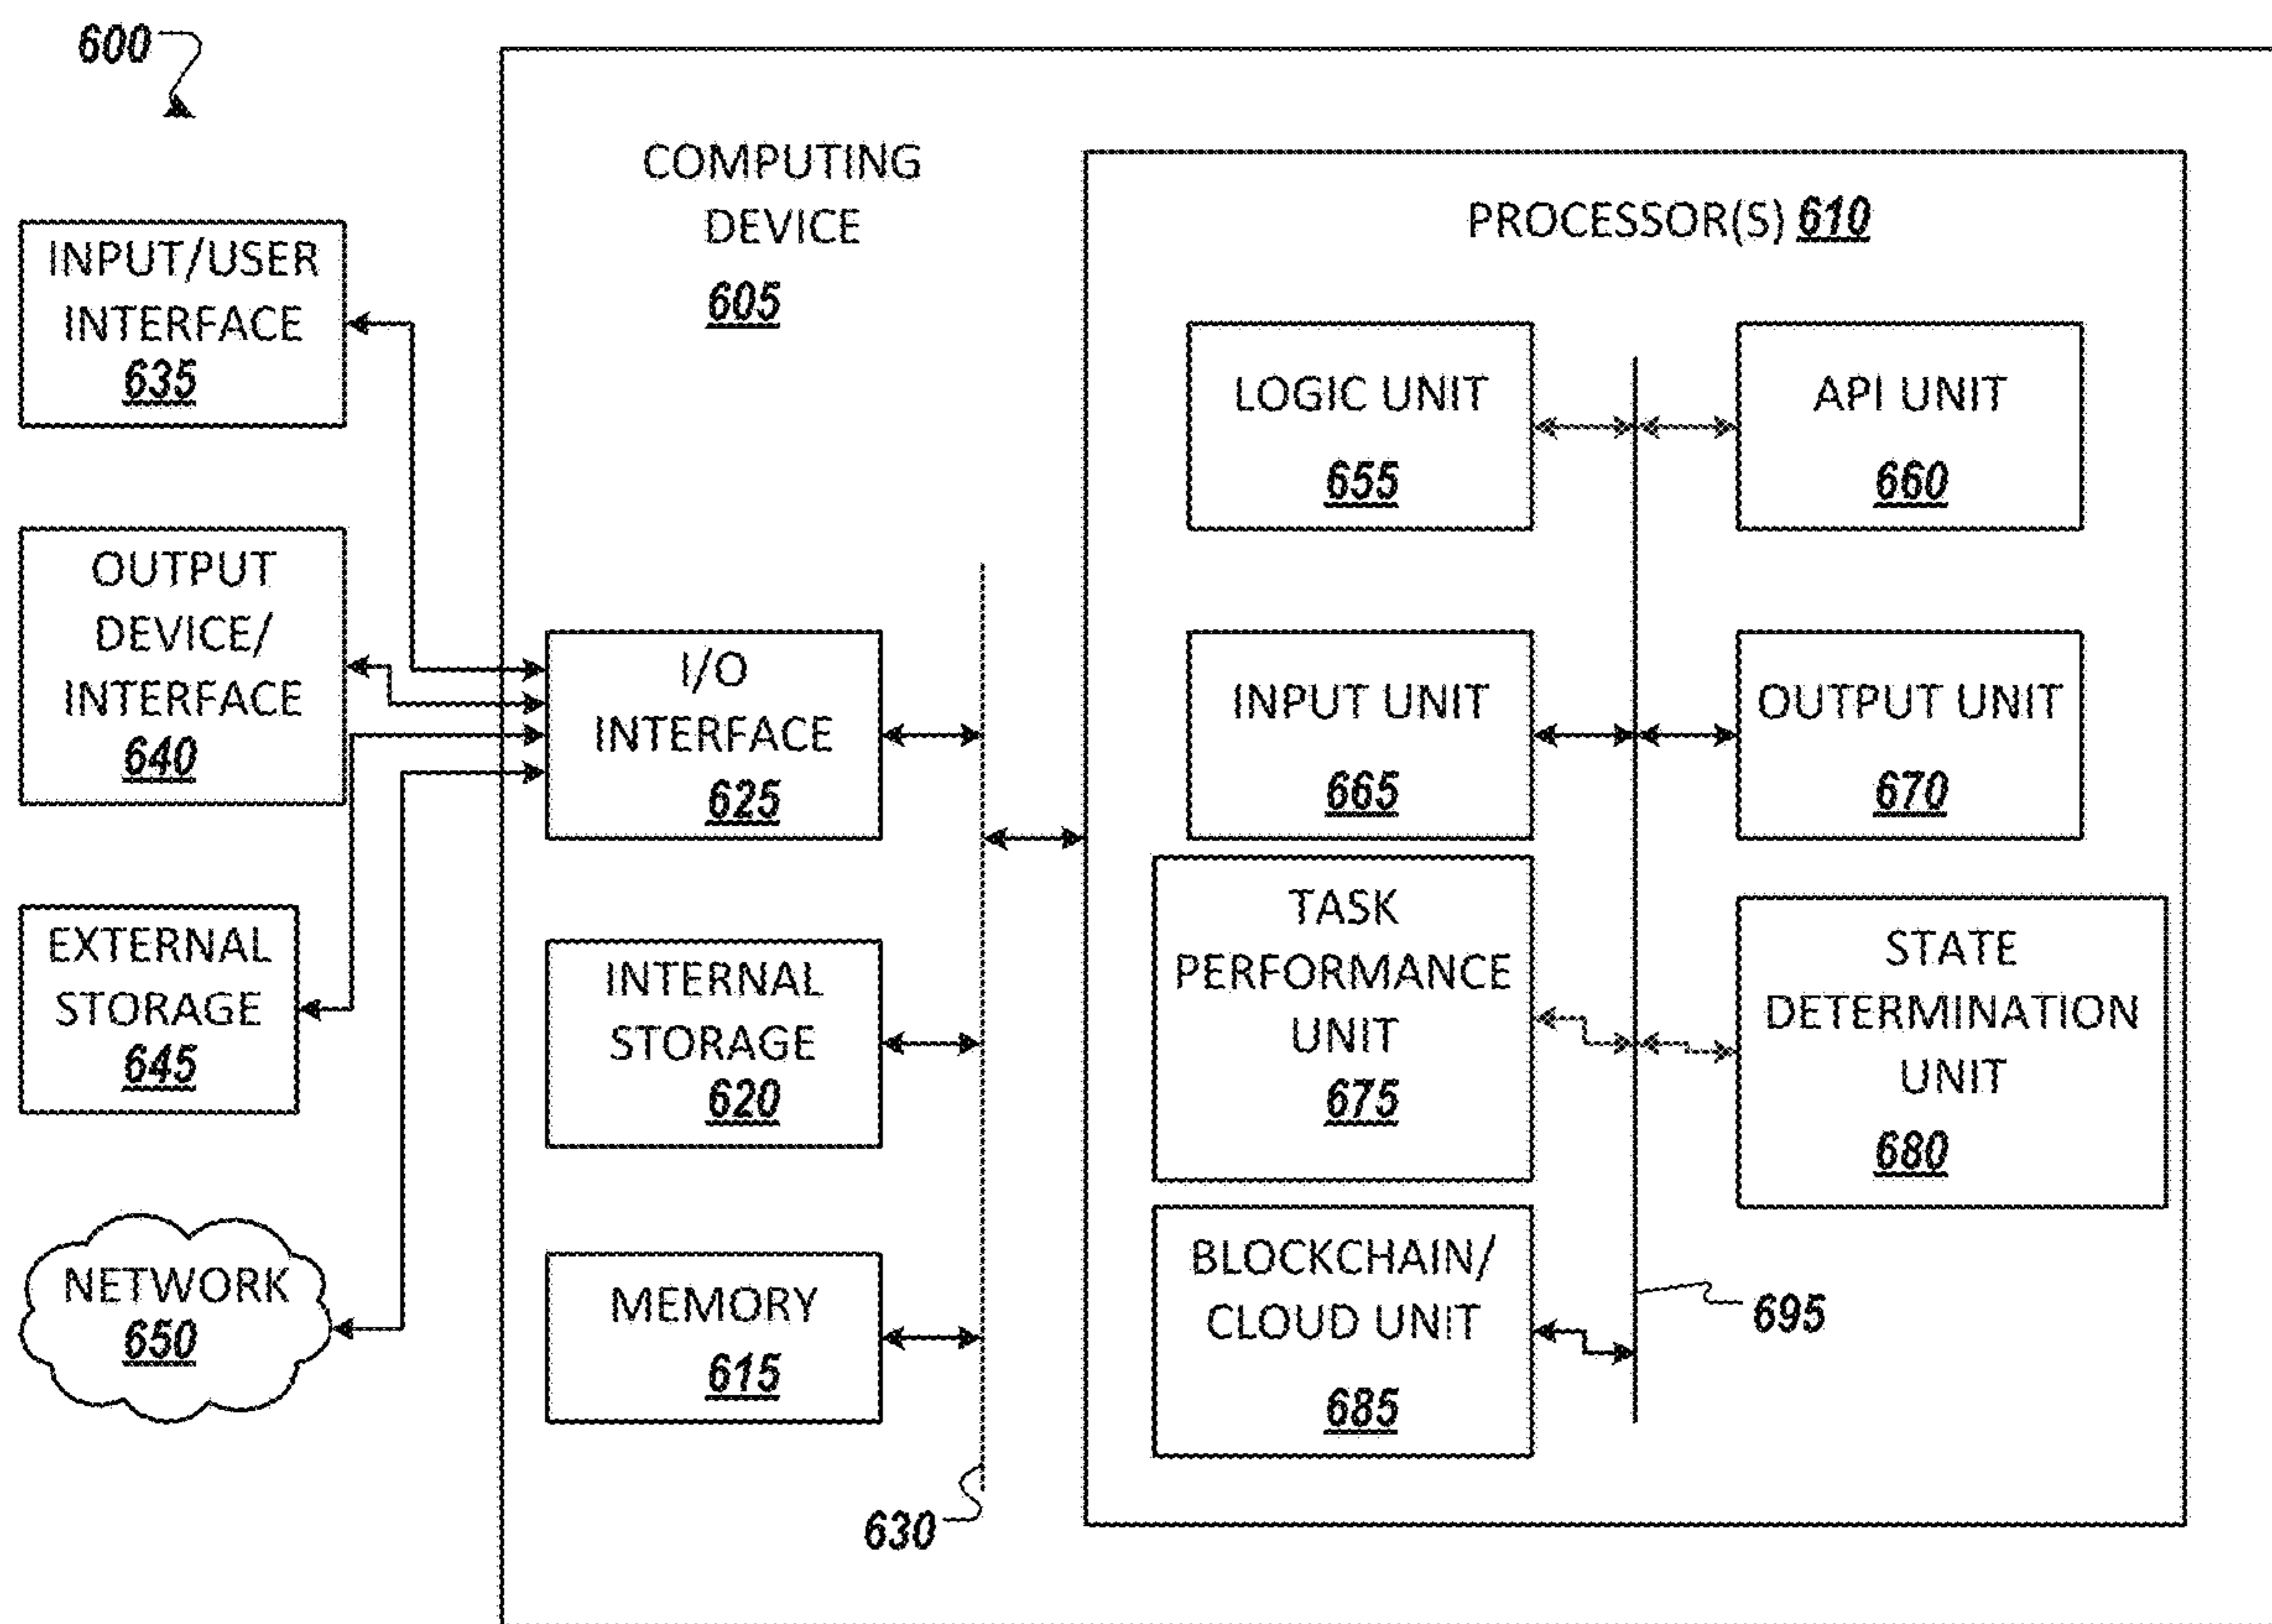 600
COMPUTING
DEVICE
605
PROCESSOR(S) 610
INPUT/USER
INTERFACE
635
OUTPUT
DEVICE/
INTERFACE
640
EXTERNAL
STORAGE
645
NETWORK
650
I/O
INTERFACE
625
INTERNAL
STORAGE
620
MEMORY
615
630
LOGIC UNIT
655
API UNIT
660
INPUT UNIT
665
OUTPUT UNIT
670
TASK
PERFORMANCE
UNIT
675
STATE
DETERMINATION
UNIT
680
BLOCKCHAIN/
CLOUD UNIT
685
695